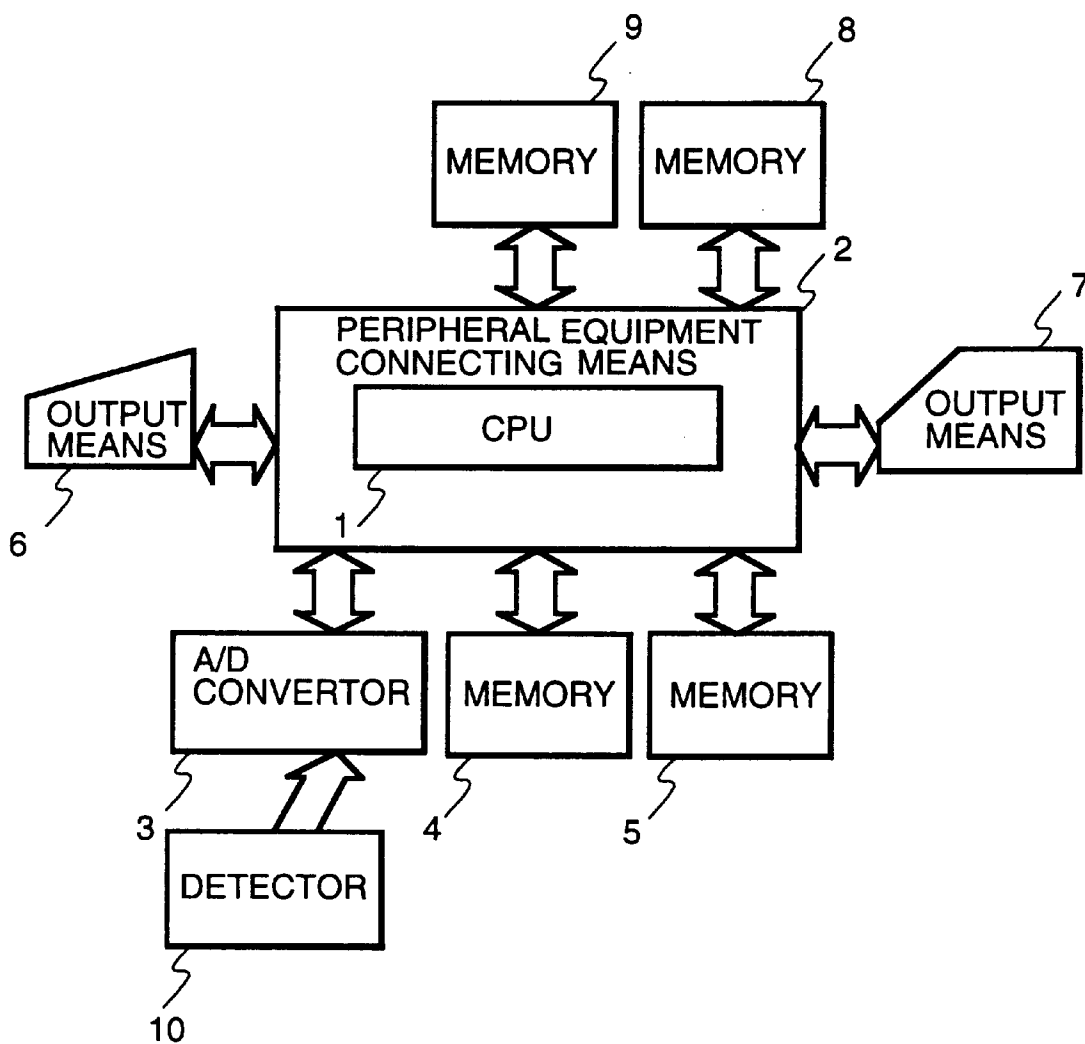 9
8
MEMORY
MEMORY
2
7
PERIPHERAL EQUIPMENT
CONNECTING MEANS
OUTPUT
MEANS
CPU
OUTPUT
MEANS
6
1
A/D
CONVERTOR
MEMORY
MEMORY
3
4
5
DETECTOR
10